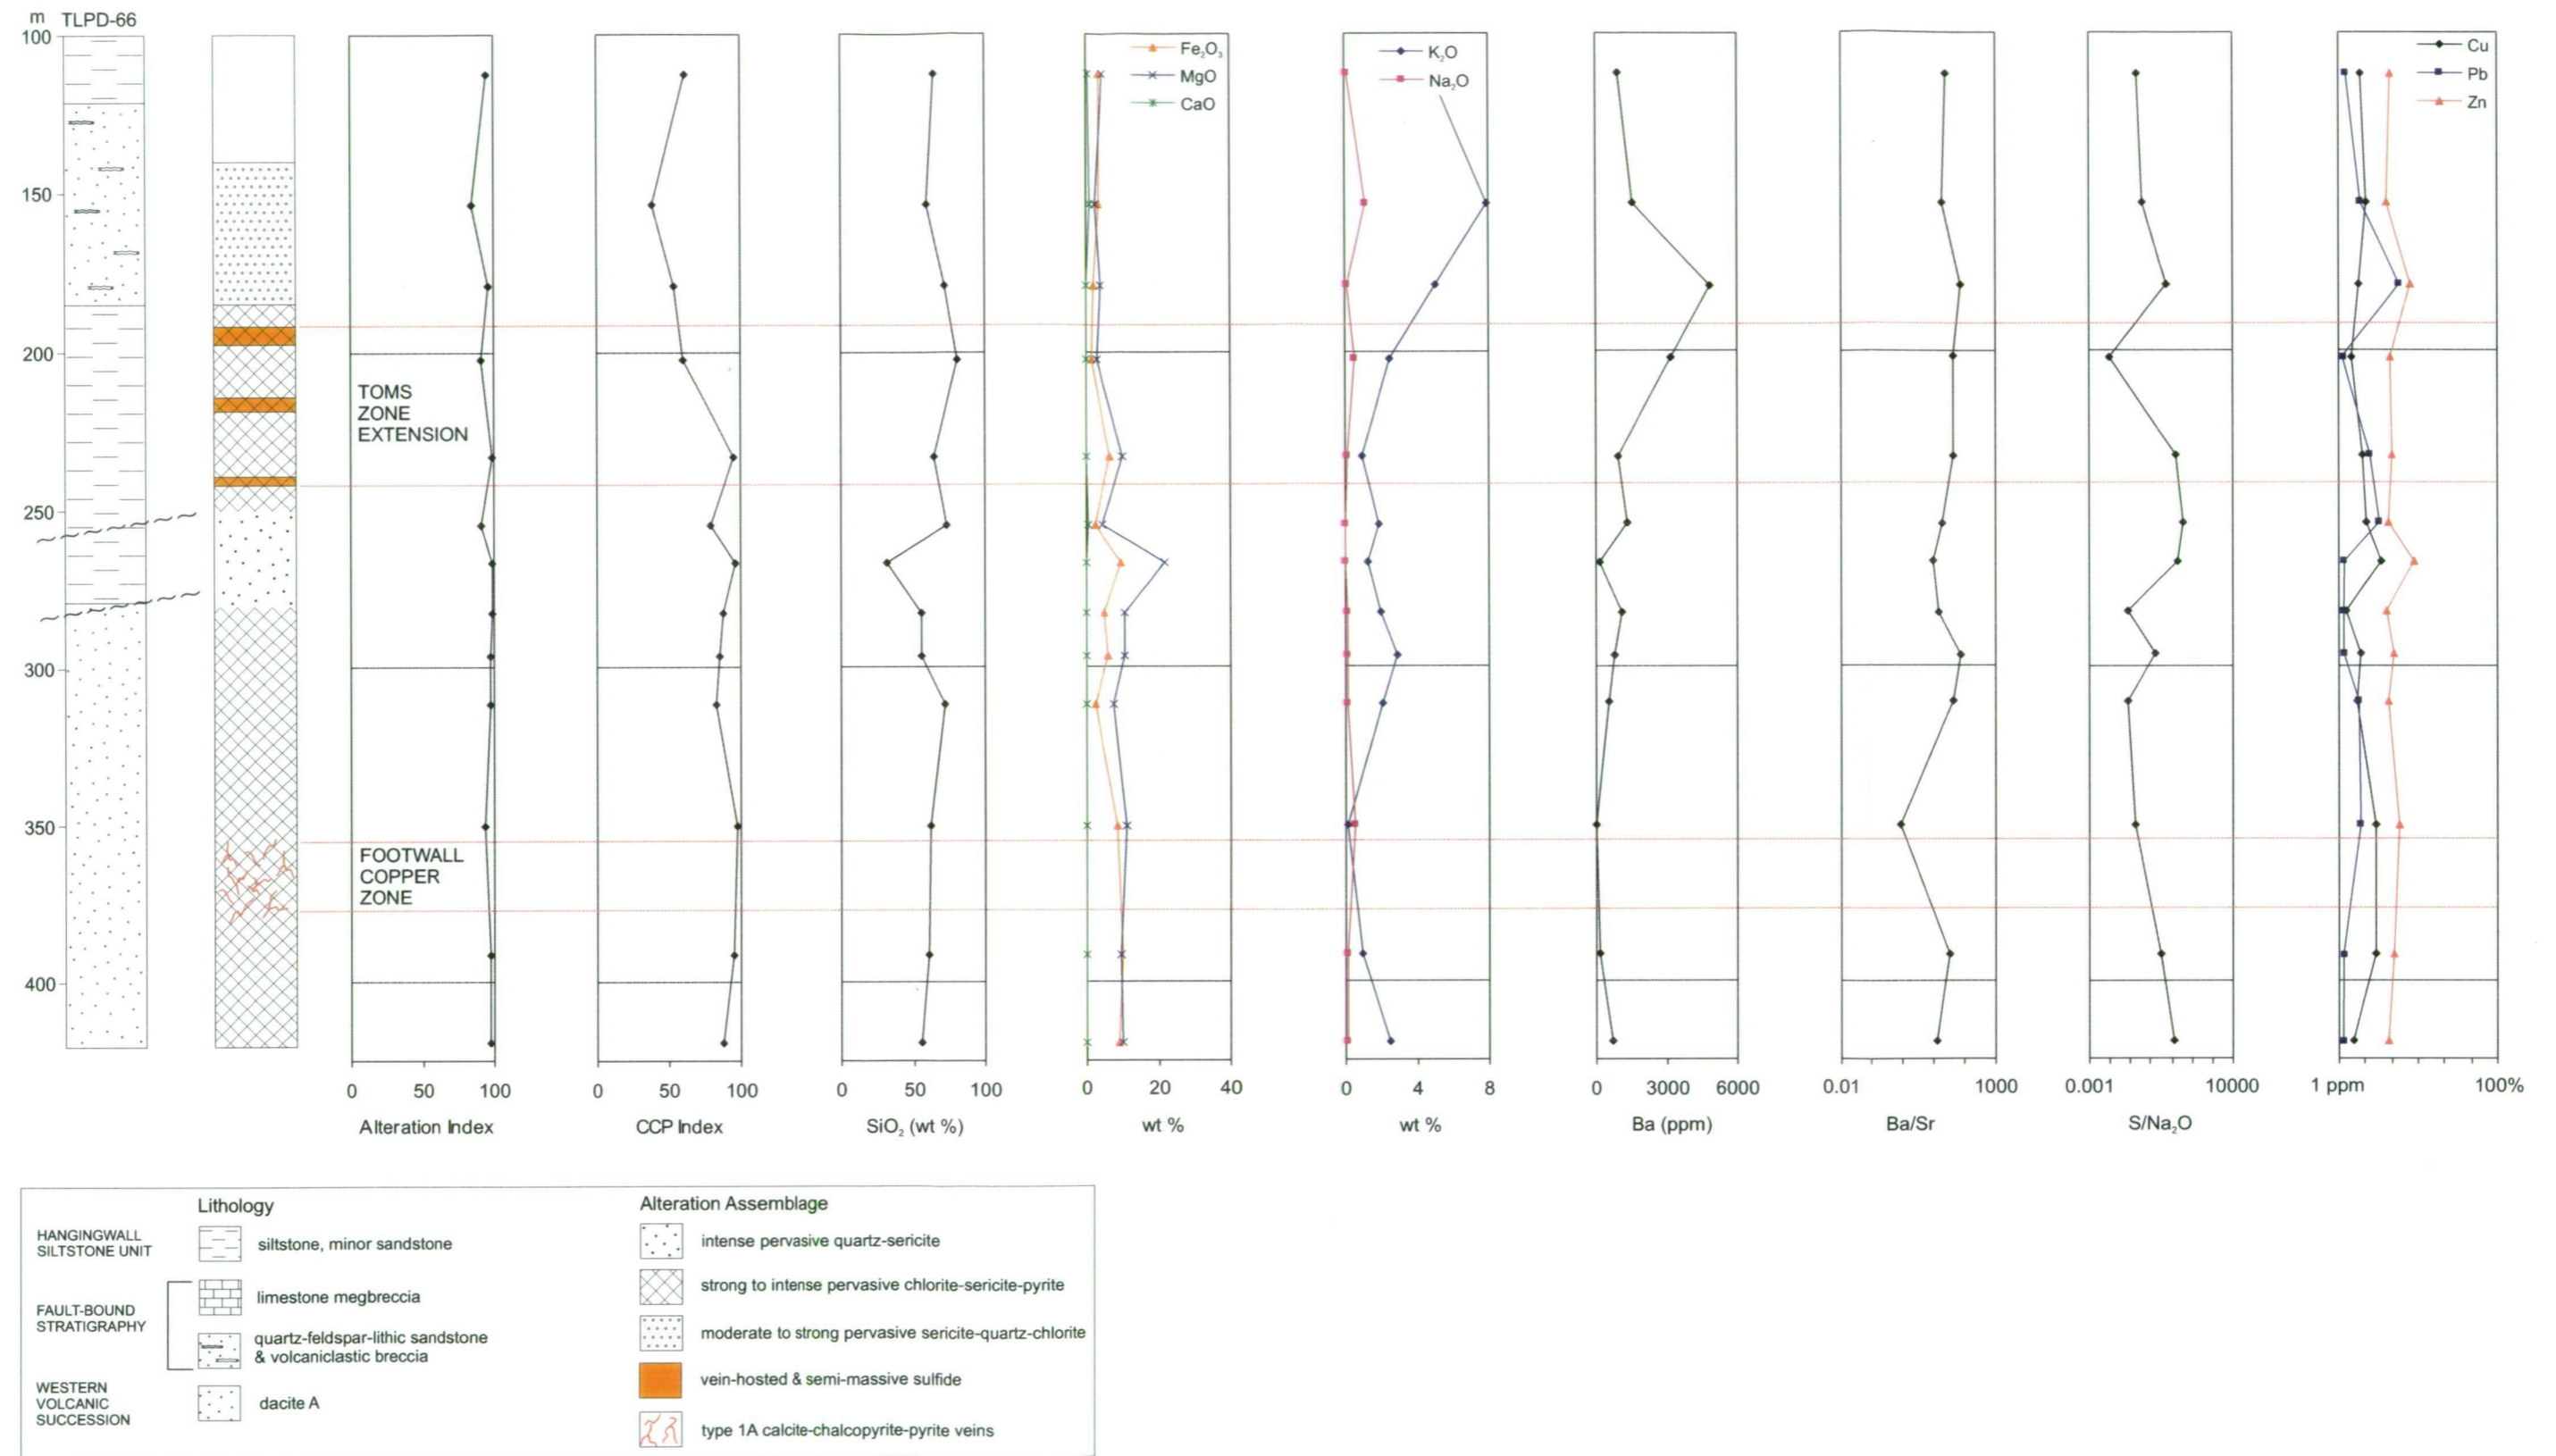 m TLPD-66
100
150
200
250
300
350
400
TOMS
ZONE
EXTENSION
FOOTWALL
COPPER
ZONE
Fe₂O₃
MgO
CaO
K₂O
Na₂O
Cu
Pb
Zn
0 50 100
Alteration Index
0 50 100
CCP Index
0 50 100
SiO₂ (wt %)
0 20 40
wt %
0 4 8
wt %
0 3000 6000
Ba (ppm)
0.01 1000
Ba/Sr
0.001 10000
S/Na₂O
1 ppm 100%
Lithology
HANGINGWALL
SILTSTONE UNIT
siltstone, minor sandstone
FAULT-BOUND
STRATIGRAPHY
limestone megbreccia
quartz-feldspar-lithic sandstone
& volcaniclastic breccia
WESTERN
VOLCANIC
SUCCESSION
dacite A
Alteration Assemblage
intense pervasive quartz-sericite
strong to intense pervasive chlorite-sericite-pyrite
moderate to strong pervasive sericite-quartz-chlorite
vein-hosted & semi-massive sulfide
type 1A calcite-chalcopyrite-pyrite veins